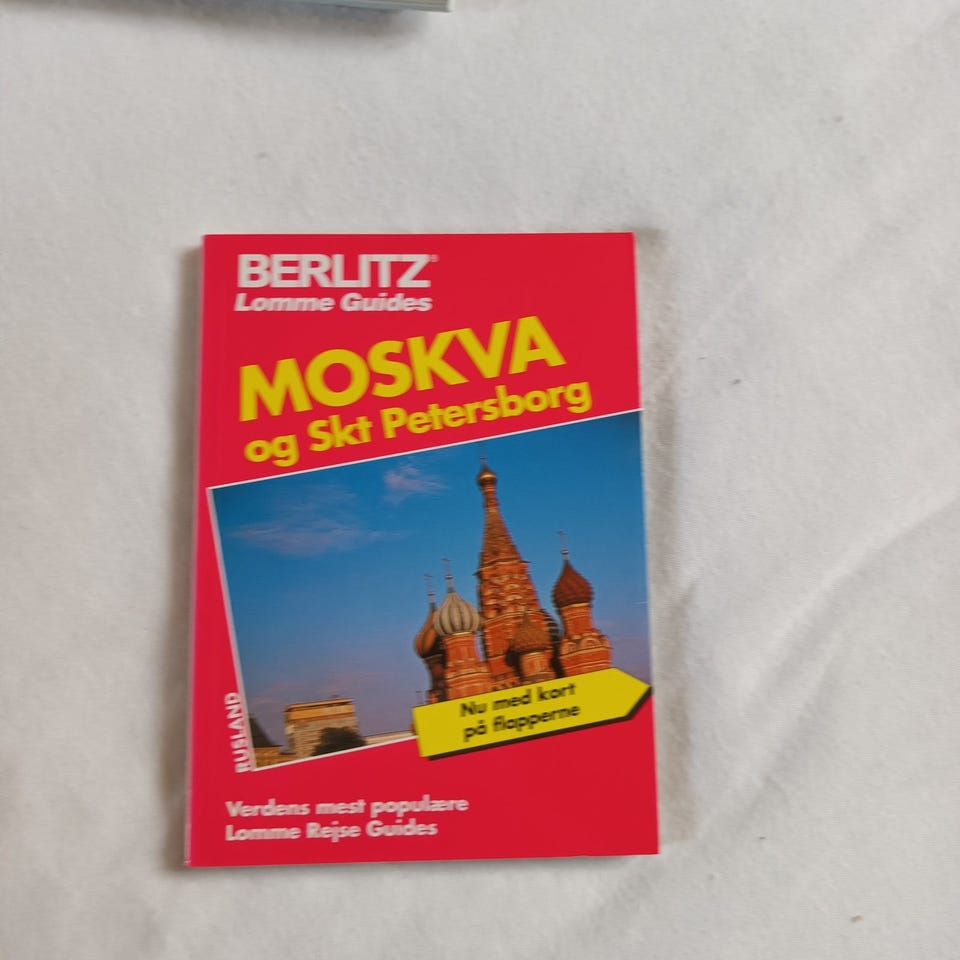 BERLITZ®
Lomme Guides
MOSKVA
og Skt Petersborg
RUSLAND
Nu med kort
på flapperne
Verdens mest populære
Lomme Rejse Guides